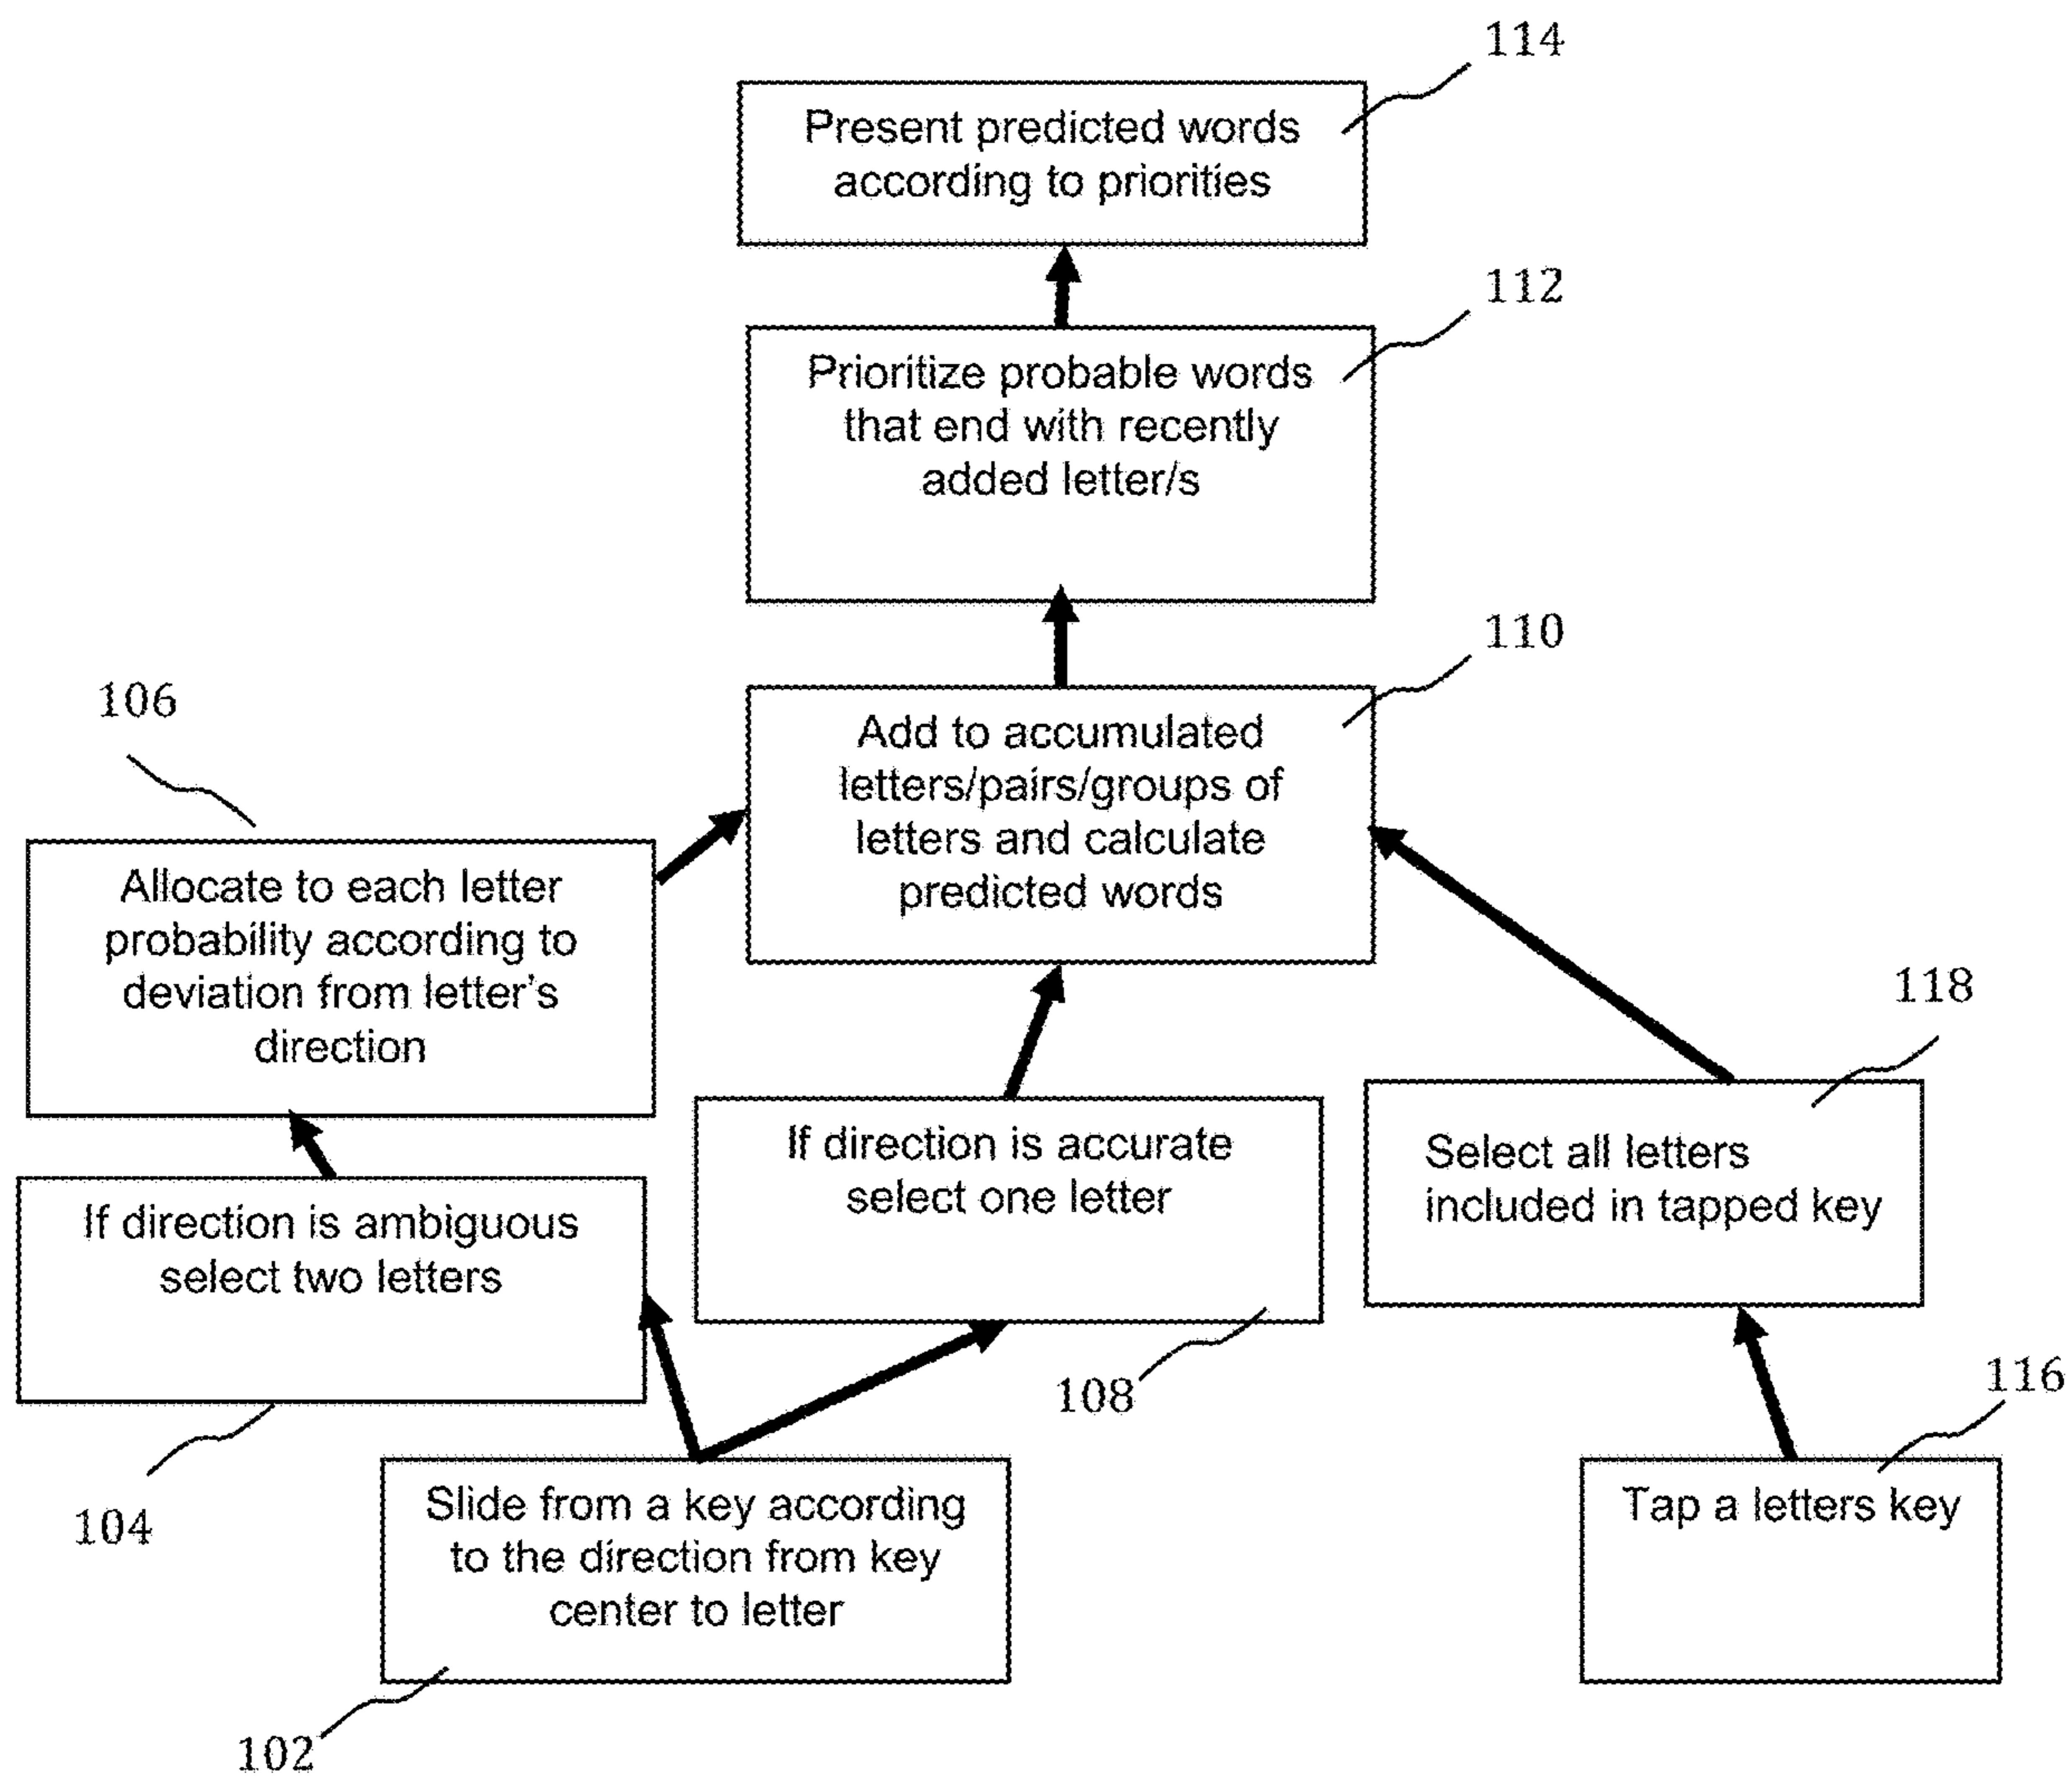 114
Present predicted words
according to priorities
112
Prioritize probable words
that end with recently
added letter/s
110
106
Add to accumulated
letters/pairs/groups of
letters and calculate
predicted words
Allocate to each letter
probability according to
deviation from letter's
direction
118
If direction is accurate
select one letter
Select all letters
included in tapped key
If direction is ambiguous
select two letters
108
116
104
Slide from a key according
to the direction from key
center to letter
Tap a letters key
102